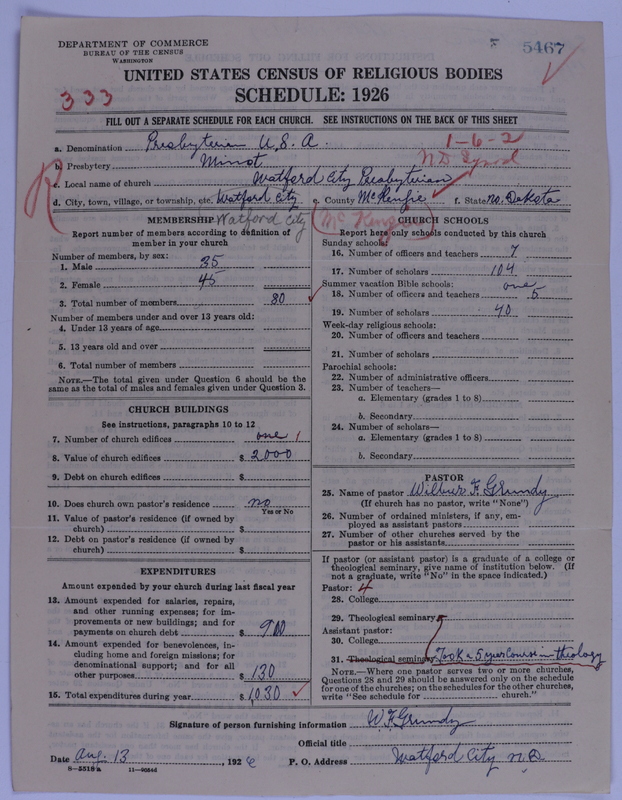 DEPARTMENT OF COMMERCE
BUREAU OF THE CENSUS
WASHINGTON
5467
UNITED STATES CENSUS OF RELIGIOUS BODIES
333
SCHEDULE: 1926
FILL OUT A SEPARATE SCHEDULE FOR EACH CHURCH. SEE INSTRUCTIONS ON THE BACK OF THIS SHEET
a. Denomination Presbyterian U.S.A. 1-6-2
b. Presbytery Minot ND Synod
R
c. Local name of church Watford City Presbyterian
d. City, town, village, or township, etc. Watford City e. County McKenzie f. State No. Dakota
Watford City (McKenzie)
MEMBERSHIP
Report number of members according to definition of
member in your church
Number of members, by sex:
1. Male 35
2. Female 45
3. Total number of members 80
Number of members under and over 13 years old:
4. Under 13 years of age
5. 13 years old and over
6. Total number of members
NOTE.—The total given under Question 6 should be the
same as the total of males and females given under Question 3.
CHURCH BUILDINGS
See instructions, paragraphs 10 to 12
7. Number of church edifices one 1
8. Value of church edifices $ 2000
9. Debt on church edifices $
10. Does church own pastor's residence no
Yes or No
11. Value of pastor's residence (if owned by
church) $
12. Debt on pastor's residence (if owned by
church) $
EXPENDITURES
Amount expended by your church during last fiscal year
13. Amount expended for salaries, repairs,
and other running expenses; for im-
provements or new buildings; and for
payments on church debt $ 900
14. Amount expended for benevolences, in-
cluding home and foreign missions; for
denominational support; and for all
other purposes $ 130
15. Total expenditures during year $ 1030
CHURCH SCHOOLS
Report here only schools conducted by this church
Sunday schools:
16. Number of officers and teachers 7
17. Number of scholars 104
Summer vacation Bible schools: one
18. Number of officers and teachers 5
19. Number of scholars 40
Week-day religious schools:
20. Number of officers and teachers
21. Number of scholars
Parochial schools:
22. Number of administrative officers
23. Number of teachers—
a. Elementary (grades 1 to 8)
b. Secondary
24. Number of scholars—
a. Elementary (grades 1 to 8)
b. Secondary
PASTOR
25. Name of pastor Wilbur F. Grundy
(If church has no pastor, write "None")
26. Number of ordained ministers, if any, em-
ployed as assistant pastors
27. Number of other churches served by the
pastor or his assistants
If pastor (or assistant pastor) is a graduate of a college or
theological seminary, give name of institution below. (If
not a graduate, write "No" in the space indicated.)
Pastor: 4
28. College
29. Theological seminary
Assistant pastor:
30. College
31. Theological seminary Took a 5 year course in theology
NOTE.—Where one pastor serves two or more churches,
Questions 28 and 29 should be answered only on the schedule
for one of the churches; on the schedules for the other churches,
write "See schedule for church."
Signature of person furnishing information W F Grundy
Official title
Date Aug. 13, 1926 P. O. Address Watford City N.D.
8—5518 A 11—96646